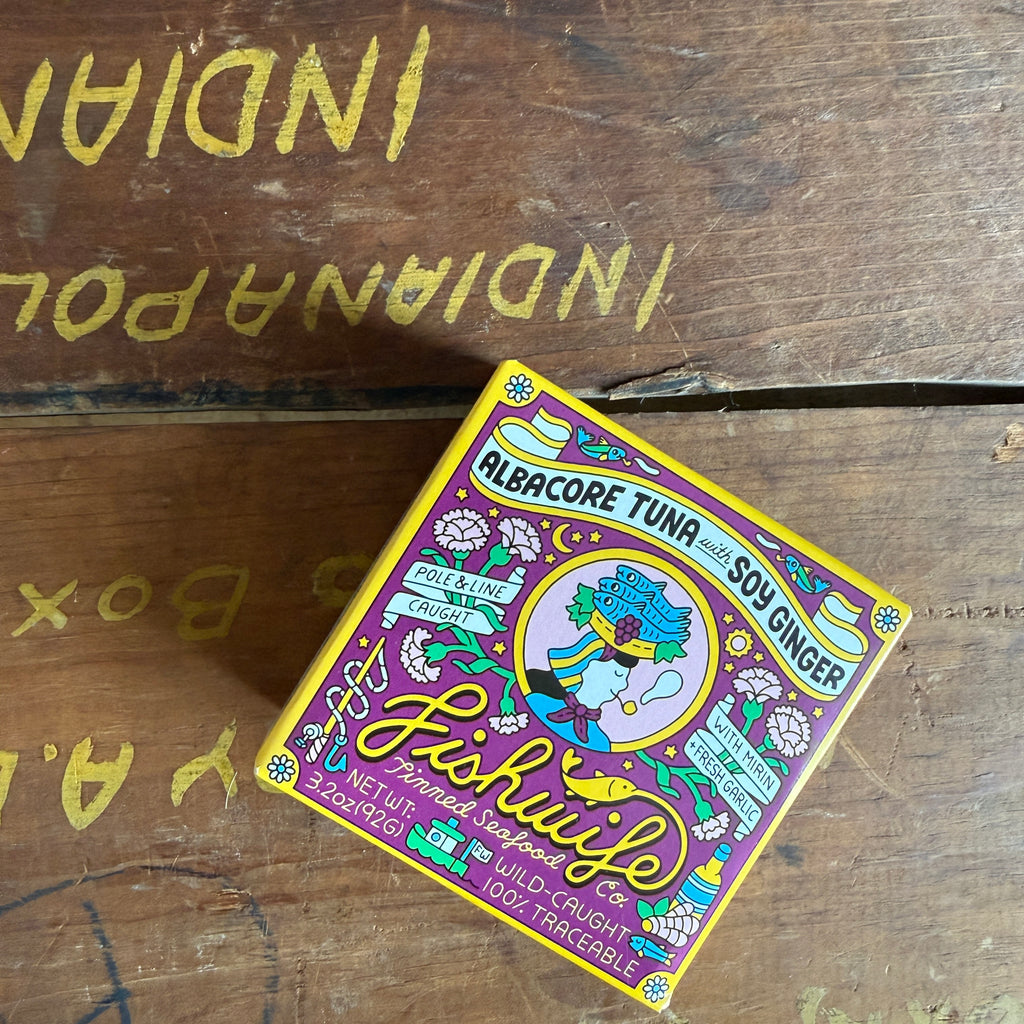 ALBACORE TUNA with SOY GINGER
POLE & LINE
CAUGHT
WITH MIRIN
+ FRESH GARLIC
Fishwife
Tinned Seafood Co.
NET WT:
3.2oz (92G)
FW
WILD-CAUGHT
100% TRACEABLE
Box
INDIANAPOL
INDIAN